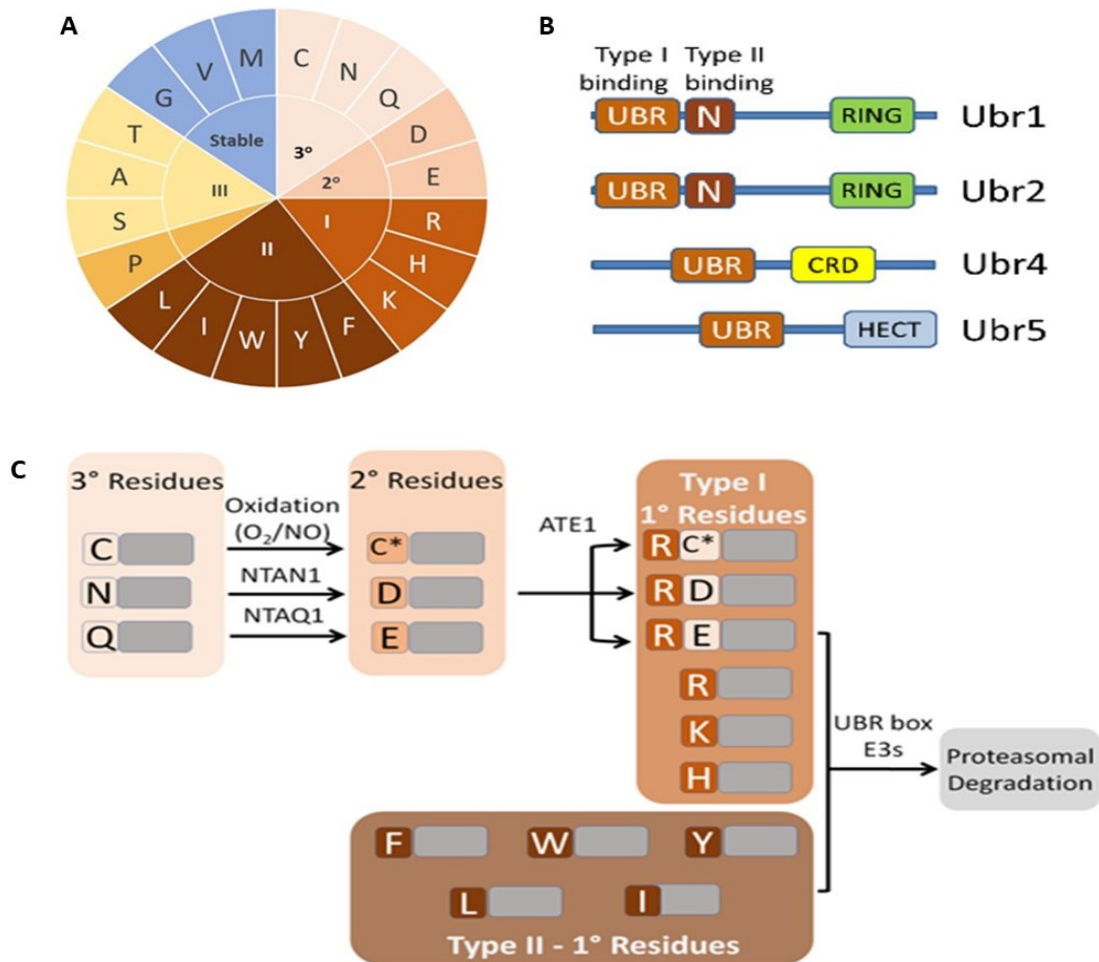 A
C
N
Q
D
E
R
H
K
F
Y
W
I
L
P
S
A
T
G
V
M
Stable
3°
2°
I
II
III
B
Type I Type II
binding binding
UBR N RING Ubr1
UBR N RING Ubr2
UBR CRD Ubr4
UBR HECT Ubr5
C
3° Residues
C
N
Q
Oxidation
(O₂/NO)
NTAN1
NTAQ1
2° Residues
C*
D
E
ATE1
Type I
1° Residues
R C*
R D
R E
R
K
H
F W Y
L I
Type II - 1° Residues
UBR box
E3s
Proteasomal
Degradation